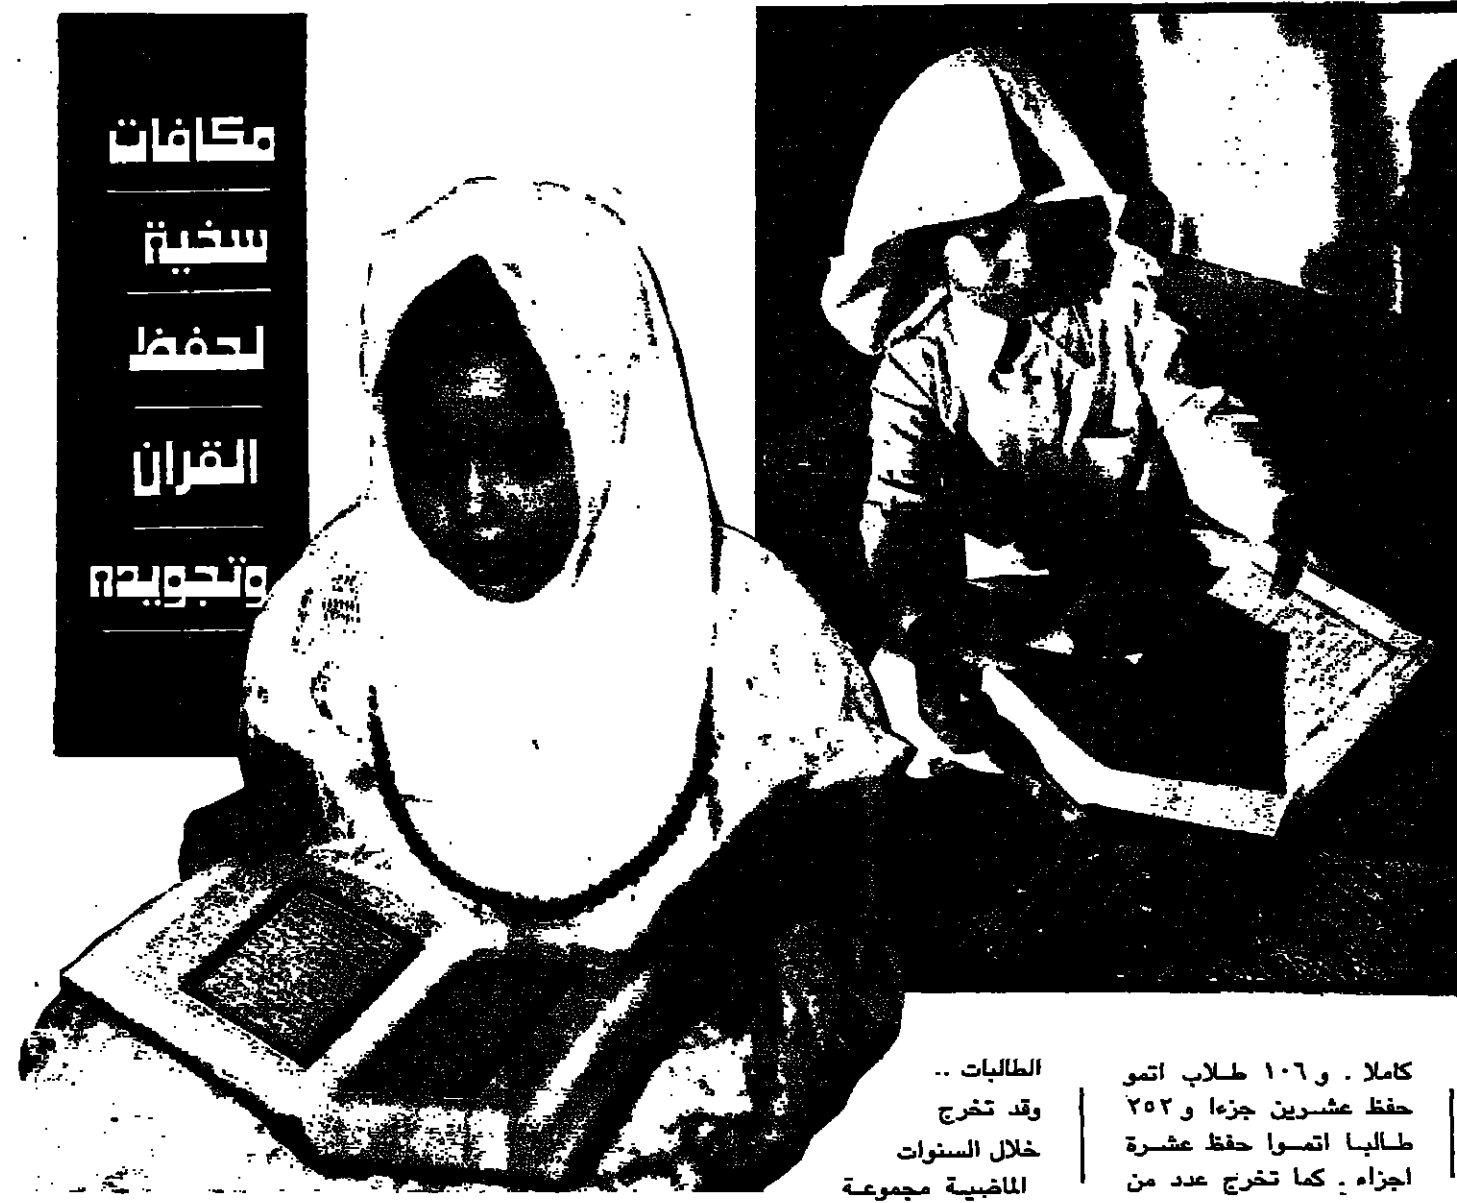 مكافات
سخية
لحفظ
القران
وتجويده
كاملا . و ١٠٦ طلاب اتمو
حفظ عشرين جزءا و ٢٥٢
طالبا اتموا حفظ عشرة
اجزاء . كما تخرج عدد من
الطالبات ..
وقد تخرج
خلال السنوات
الماضية مجموعة